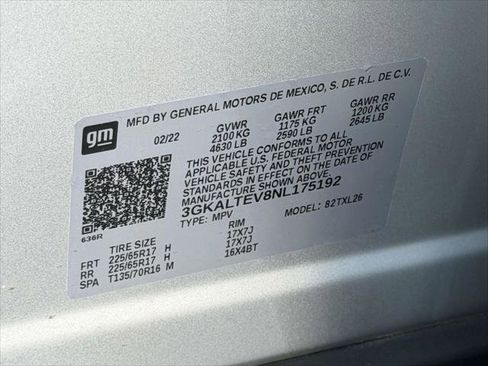 gm
MFD BY GENERAL MOTORS DE MEXICO, S. DE R.L. DE C.V.
02/22 GVWR GAWR FRT GAWR RR
2100 KG 1175 KG 1200 KG
4630 LB 2590 LB 2645 LB
THIS VEHICLE CONFORMS TO ALL
APPLICABLE U.S. FEDERAL MOTOR
VEHICLE SAFETY STANDARDS IN
EFFECT ON THE DATE OF
MANUFACTURE SHOWN ABOVE.
3GKALTEV8NL175192
TYPE: MPV MODEL: 82TXL26
636R
TIRE SIZE RIM
FRT 225/65R17 H 17X7J
RR 225/65R17 H 17X7J
SPA T135/70R16 M 16X4BT